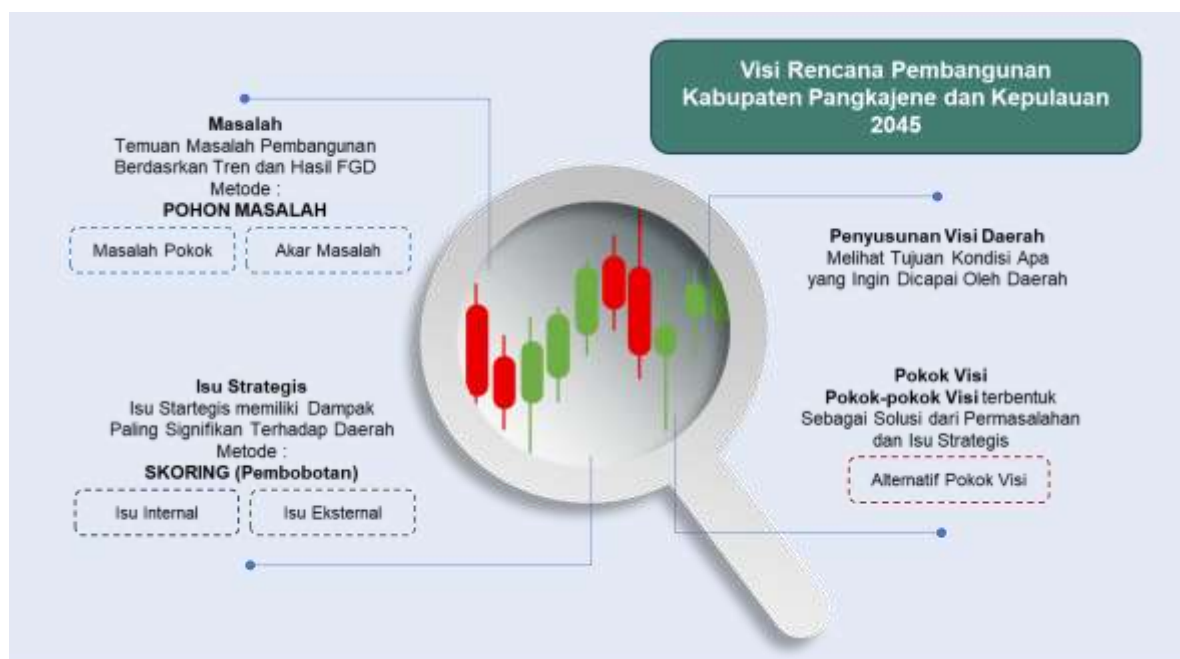 Visi Rencana Pembangunan
Kabupaten Pangkajene dan Kepulauan
2045
Masalah
Temuan Masalah Pembangunan
Berdasrkan Tren dan Hasil FGD
Metode :
POHON MASALAH
Masalah Pokok
Akar Masalah
Isu Strategis
Isu Startegis memiliki Dampak
Paling Signifikan Terhadap Daerah
Metode :
SKORING (Pembobotan)
Isu Internal
Isu Eksternal
Penyusunan Visi Daerah
Melihat Tujuan Kondisi Apa
yang Ingin Dicapai Oleh Daerah
Pokok Visi
Pokok-pokok Visi terbentuk
Sebagai Solusi dari Permasalahan
dan Isu Strategis
Alternatif Pokok Visi